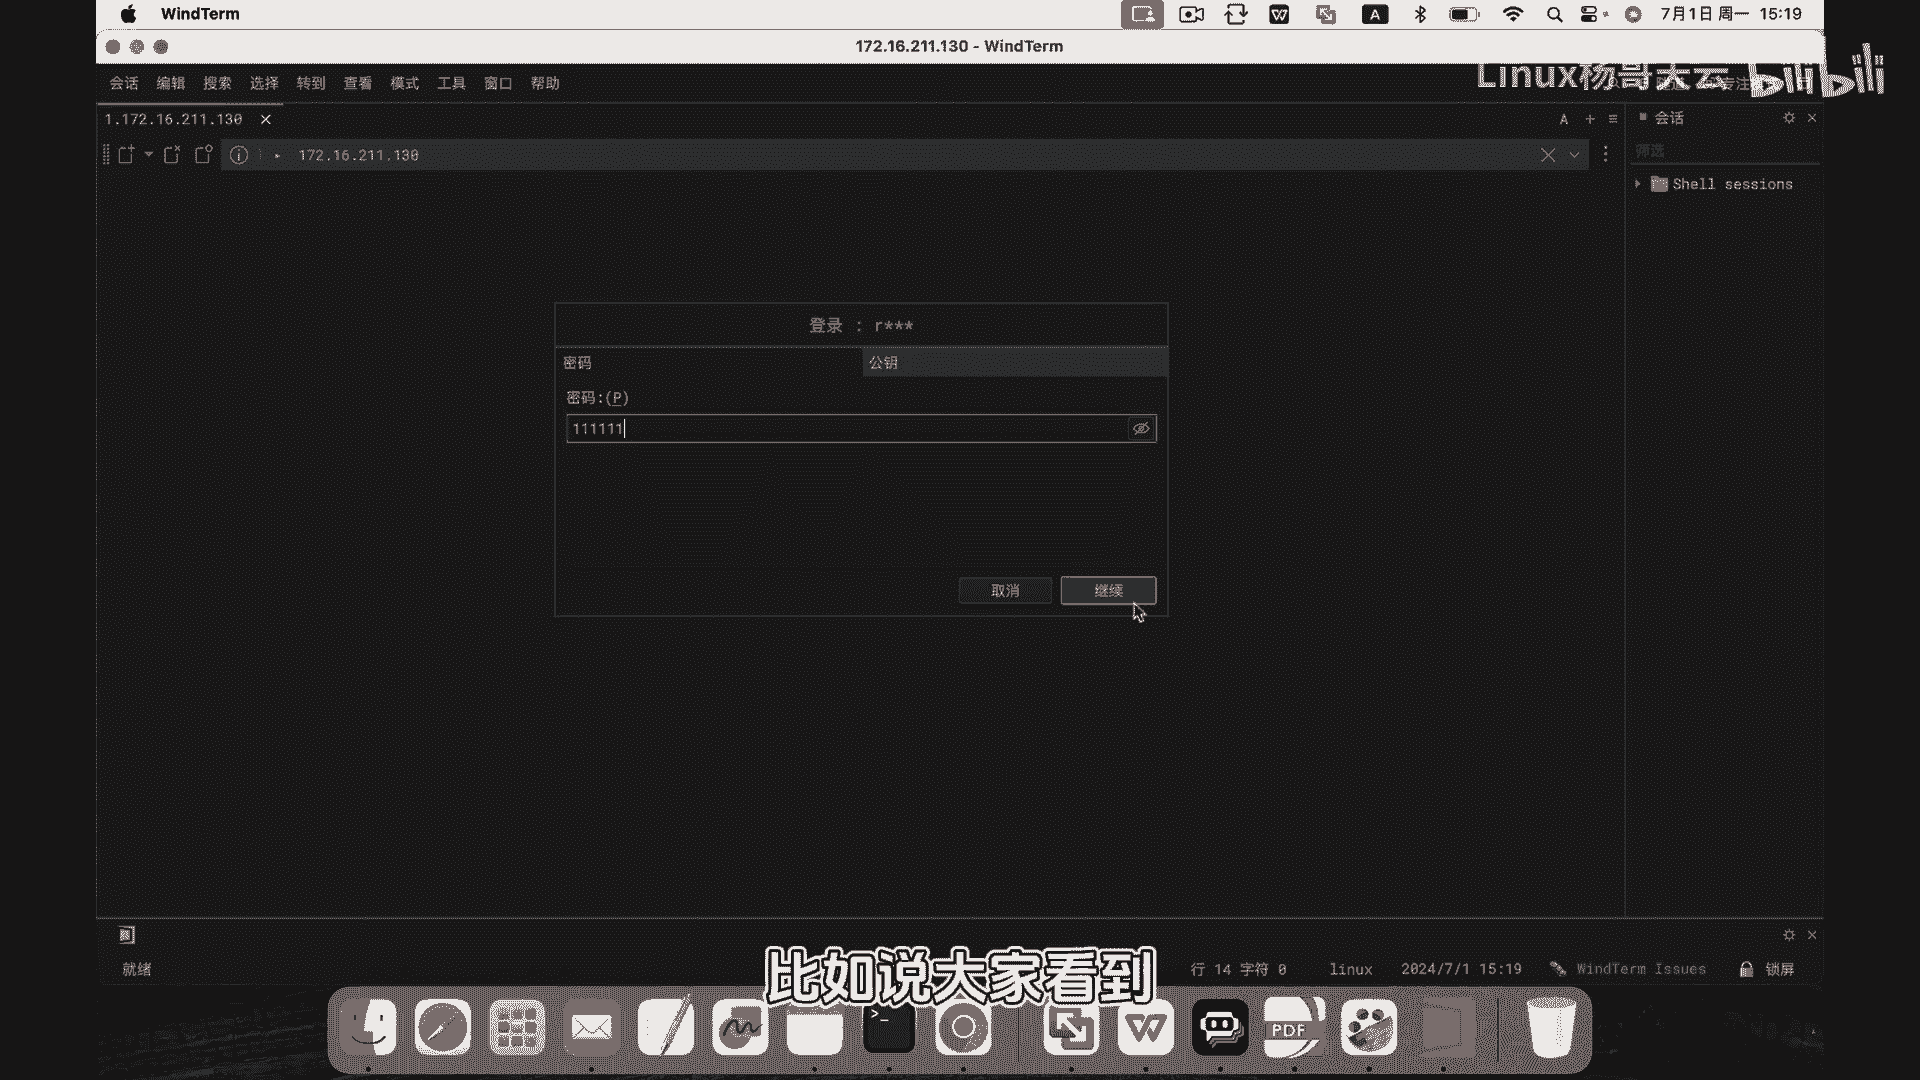 WindTerm
A
7月1日 周一 15:19
172.16.211.130 - WindTerm
会话 编辑 搜索 选择 转到 查看 模式 工具 窗口 帮助
Linux杨哥天云 bilibili
1.172.16.211.130
A
会话
172.16.211.130
筛选
Shell sessions
登录 : r***
密码
公钥
密码:(P)
111111
取消
继续
就绪
行 14 字符 0
linux
2024/7/1 15:19
WindTerm Issues
锁屏
比如说大家看到
PDF